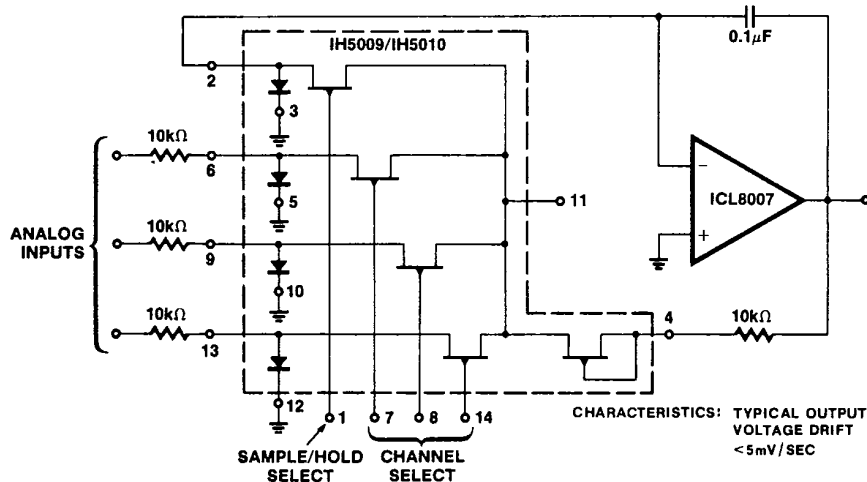 IH5009/IH5010
0.1μF
2
3
10kΩ
6
5
11
ICL8007
−
+
ANALOG
INPUTS
10kΩ
9
10
10kΩ
13
4
10kΩ
12
1
7
8
14
CHARACTERISTICS: TYPICAL OUTPUT
VOLTAGE DRIFT
<5mV/SEC
SAMPLE/HOLD
SELECT
CHANNEL
SELECT